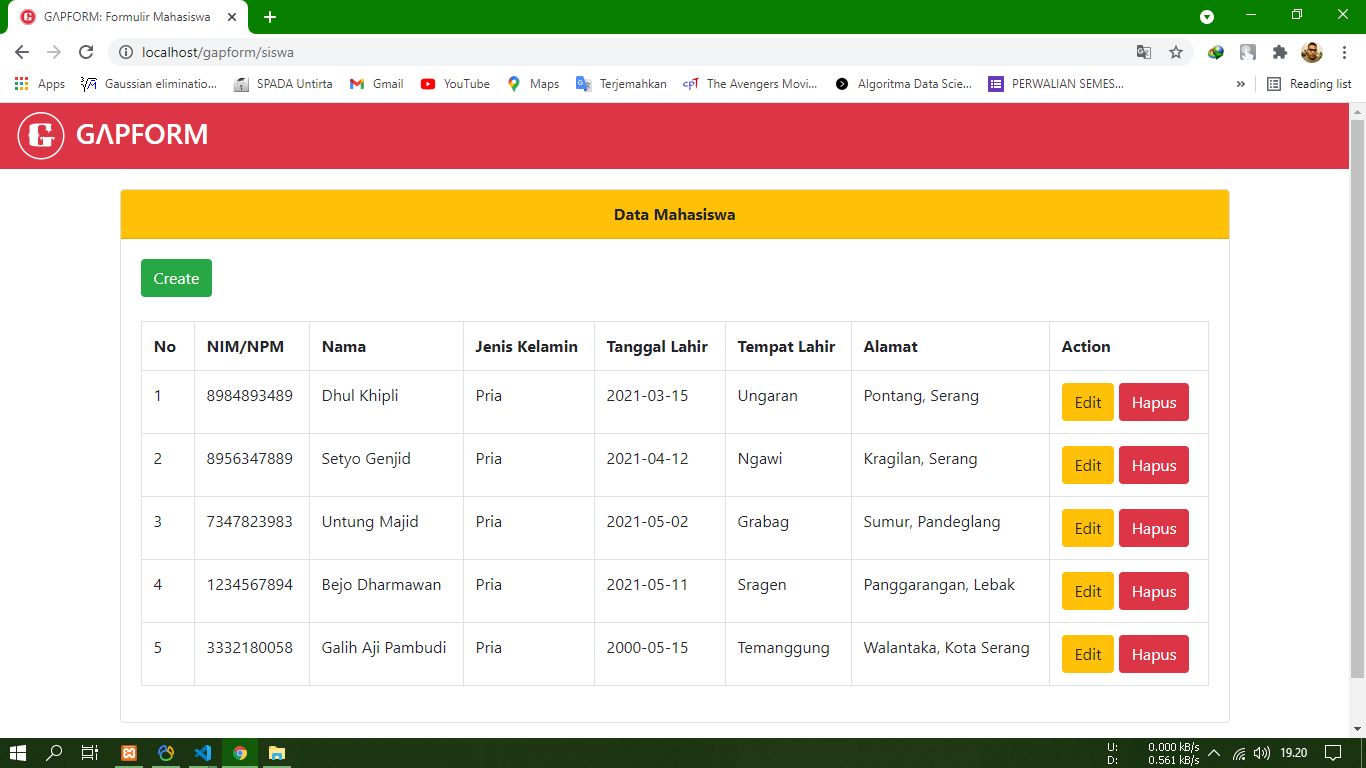 GΛPFORM: Formulir Mahasiswa
localhost/gapform/siswa
Apps Gaussian eliminatio... SPADA Untirta Gmail YouTube Maps Terjemahkan The Avengers Movi... Algoritma Data Scie... PERWALIAN SEMES... » Reading list
GΛPFORM
Data Mahasiswa
Create
No NIM/NPM Nama Jenis Kelamin Tanggal Lahir Tempat Lahir Alamat Action
1 8984893489 Dhul Khipli Pria 2021-03-15 Ungaran Pontang, Serang Edit Hapus
2 8956347889 Setyo Genjid Pria 2021-04-12 Ngawi Kragilan, Serang Edit Hapus
3 7347823983 Untung Majid Pria 2021-05-02 Grabag Sumur, Pandeglang Edit Hapus
4 1234567894 Bejo Dharmawan Pria 2021-05-11 Sragen Panggarangan, Lebak Edit Hapus
5 3332180058 Galih Aji Pambudi Pria 2000-05-15 Temanggung Walantaka, Kota Serang Edit Hapus
U: 0.000 kB/s
D: 0.561 kB/s
19.20